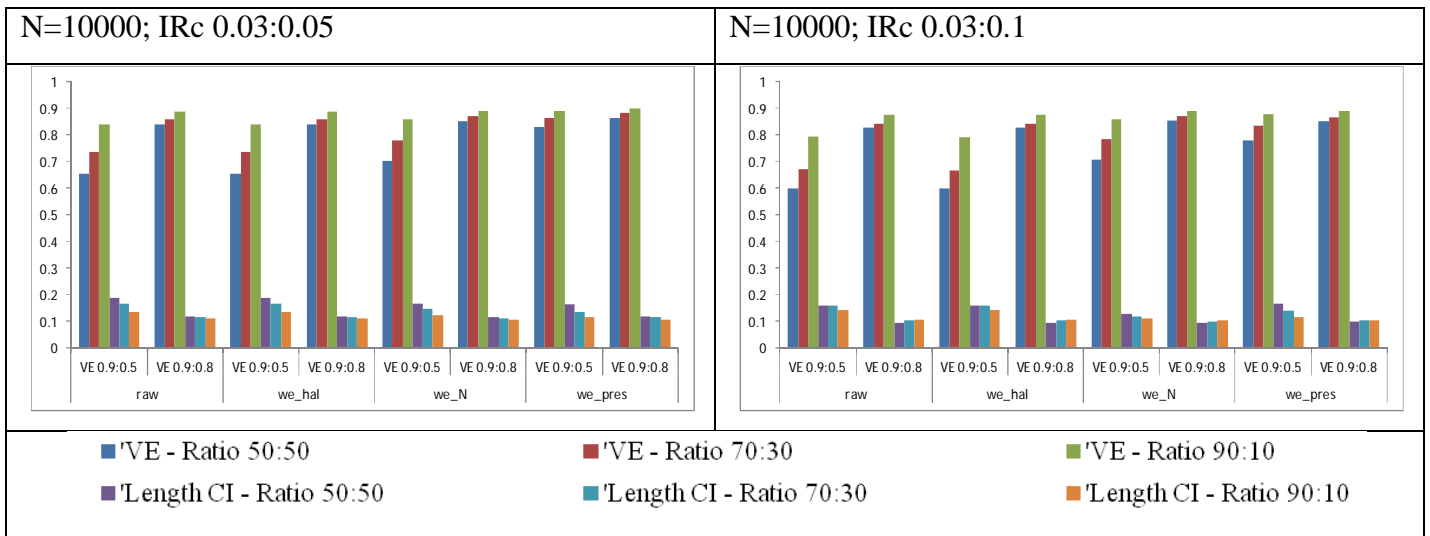 N=10000; IRc 0.03:0.05
N=10000; IRc 0.03:0.1
1
0.9
0.8
0.7
0.6
0.5
0.4
0.3
0.2
0.1
0
VE 0.9:0.5 VE 0.9:0.8 VE 0.9:0.5 VE 0.9:0.8 VE 0.9:0.5 VE 0.9:0.8 VE 0.9:0.5 VE 0.9:0.8
raw we_hal we_N we_pres
1
0.9
0.8
0.7
0.6
0.5
0.4
0.3
0.2
0.1
0
VE 0.9:0.5 VE 0.9:0.8 VE 0.9:0.5 VE 0.9:0.8 VE 0.9:0.5 VE 0.9:0.8 VE 0.9:0.5 VE 0.9:0.8
raw we_hal we_N we_pres
'VE - Ratio 50:50 'VE - Ratio 70:30 'VE - Ratio 90:10
'Length CI - Ratio 50:50 'Length CI - Ratio 70:30 'Length CI - Ratio 90:10